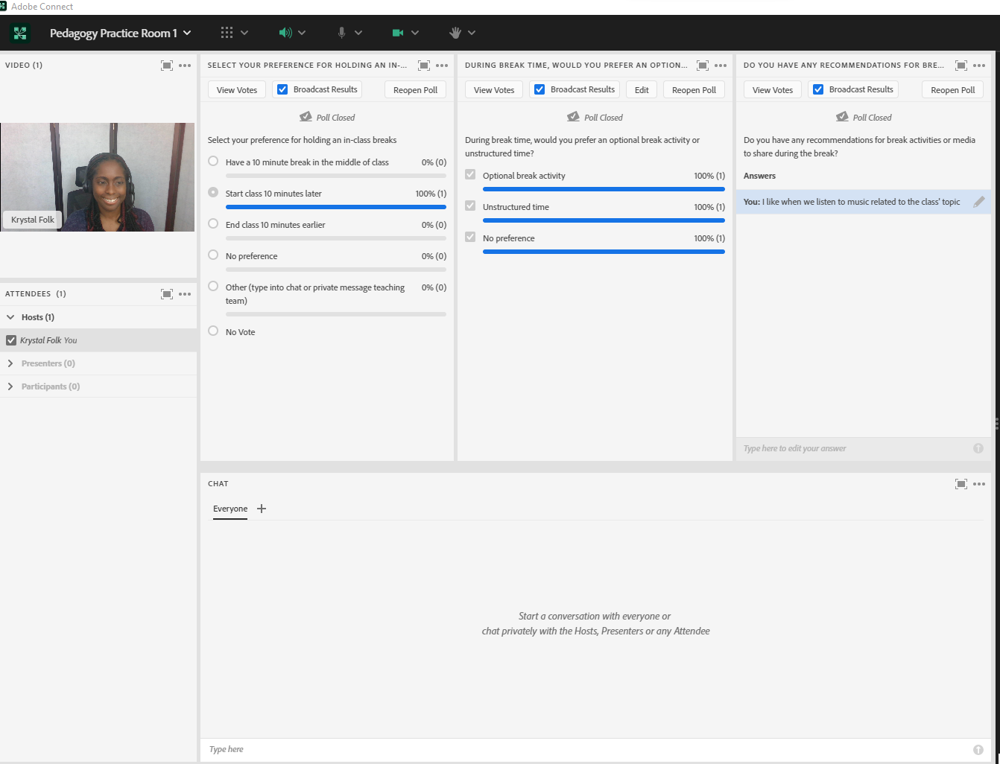 Adobe Connect
Pedagogy Practice Room 1
VIDEO (1)
Krystal Folk
ATTENDEES (1)
Hosts (1)
Krystal Folk You
Presenters (0)
Participants (0)
SELECT YOUR PREFERENCE FOR HOLDING AN IN-...
View Votes
Broadcast Results
Reopen Poll
Poll Closed
Select your preference for holding an in-class breaks
Have a 10 minute break in the middle of class 0% (0)
Start class 10 minutes later 100% (1)
End class 10 minutes earlier 0% (0)
No preference 0% (0)
Other (type into chat or private message teaching 0% (0)
team)
No Vote
DURING BREAK TIME, WOULD YOU PREFER AN OPTION...
View Votes
Broadcast Results
Edit
Reopen Poll
Poll Closed
During break time, would you prefer an optional break activity or
unstructured time?
Optional break activity 100% (1)
Unstructured time 100% (1)
No preference 100% (1)
DO YOU HAVE ANY RECOMMENDATIONS FOR BRE...
View Votes
Broadcast Results
Reopen Poll
Poll Closed
Do you have any recommendations for break activities or media
to share during the break?
Answers
You: I like when we listen to music related to the class' topic
Type here to edit your answer
CHAT
Everyone
Start a conversation with everyone or
chat privately with the Hosts, Presenters or any Attendee
Type here